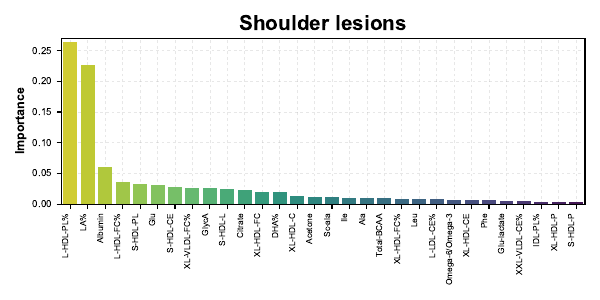 Shoulder lesions
Importance
0.25
0.20
0.15
0.10
0.05
0.00
L-HDL-PL%
LA%
Albumin
L-HDL-FC%
S-HDL-PL
Glu
S-HDL-CE
XL-VLDL-FC%
GlycA
S-HDL-L
Citrate
XL-HDL-FC
DHA%
XL-HDL-C
Acetone
Scela
Ile
Ala
Total-BCAA
XL-HDL-FC%
Leu
L-LDL-CE%
Omega-6/Omega-3
XL-HDL-CE
Phe
Glu-lactate
XXL-VLDL-CE%
IDL-PL%
XL-HDL-P
S-HDL-P